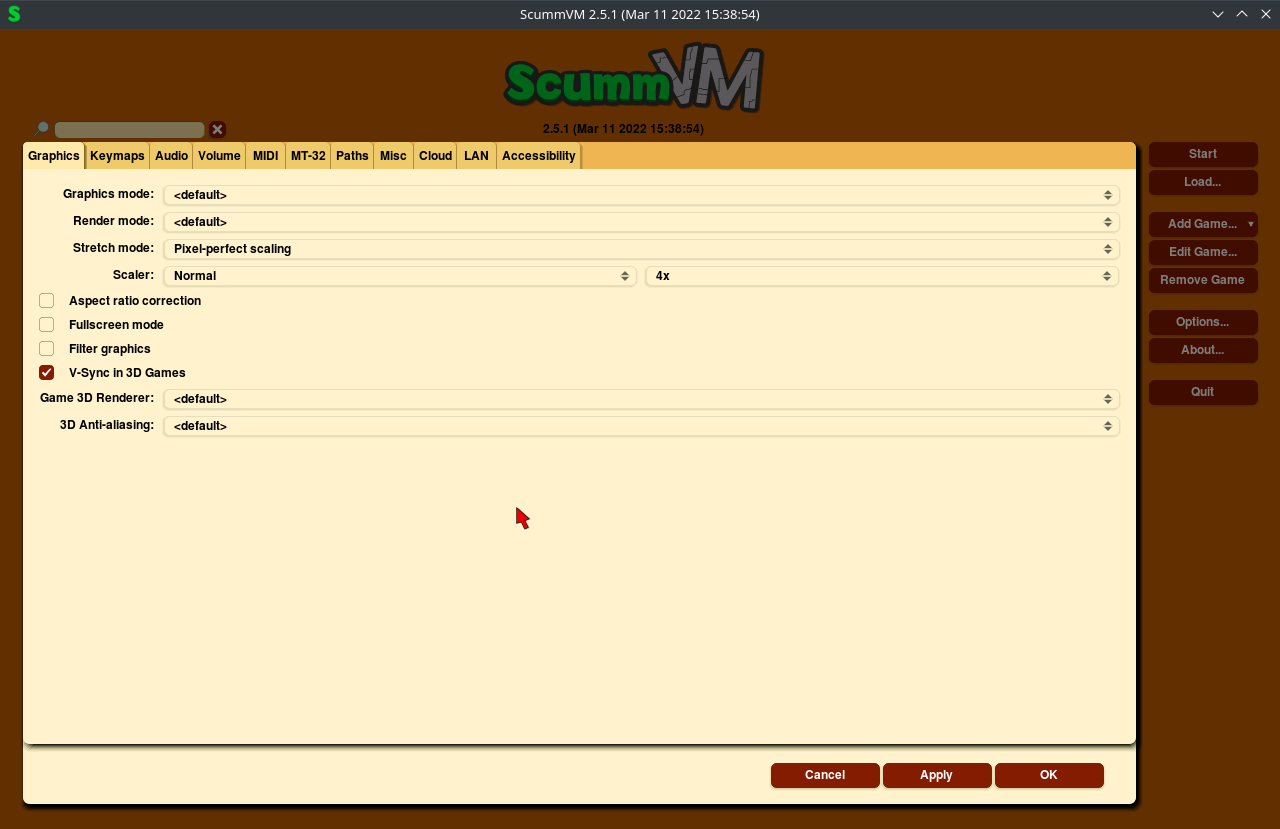 ScummVM 2.5.1 (Mar 11 2022 15:38:54)
ScummVM
2.5.1 (Mar 11 2022 15:38:54)
Graphics Keymaps Audio Volume MIDI MT-32 Paths Misc Cloud LAN Accessibility
Graphics mode: <default>
Render mode: <default>
Stretch mode: Pixel-perfect scaling
Scaler: Normal 4x
Aspect ratio correction
Fullscreen mode
Filter graphics
V-Sync in 3D Games
Game 3D Renderer: <default>
3D Anti-aliasing: <default>
Cancel Apply OK
Start
Load...
Add Game...
Edit Game...
Remove Game
Options...
About...
Quit